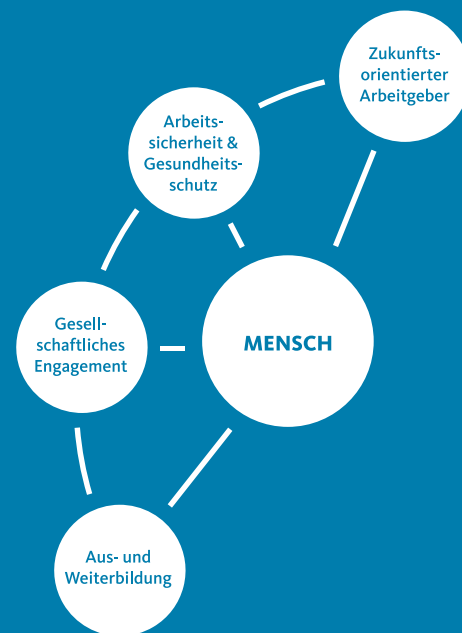 Zukunfts-
orientierter
Arbeitgeber
Arbeits-
sicherheit &
Gesundheits-
schutz
Gesell-
schaftliches
Engagement
MENSCH
Aus- und
Weiterbildung